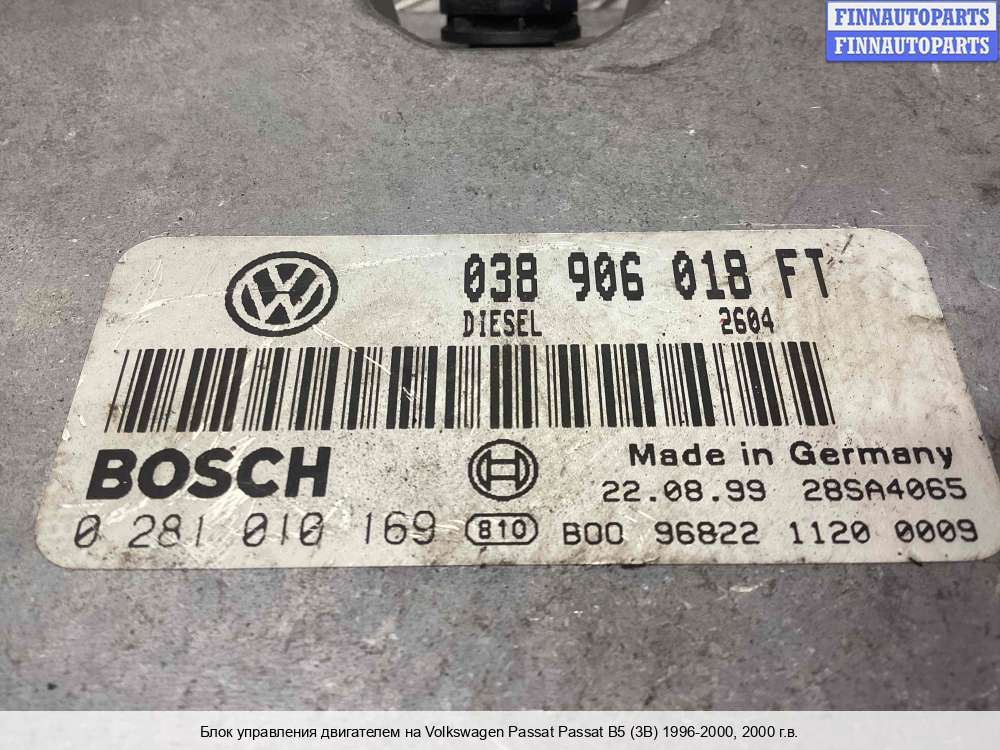 FINNAUTOPARTS
FINNAUTOPARTS
038 906 018 FT
DIESEL 2604
BOSCH
Made in Germany
22.08.99 28SA4065
0 281 010 169 810 B00 96822 1120 0009
Блок управления двигателем на Volkswagen Passat Passat B5 (3B) 1996-2000, 2000 г.в.